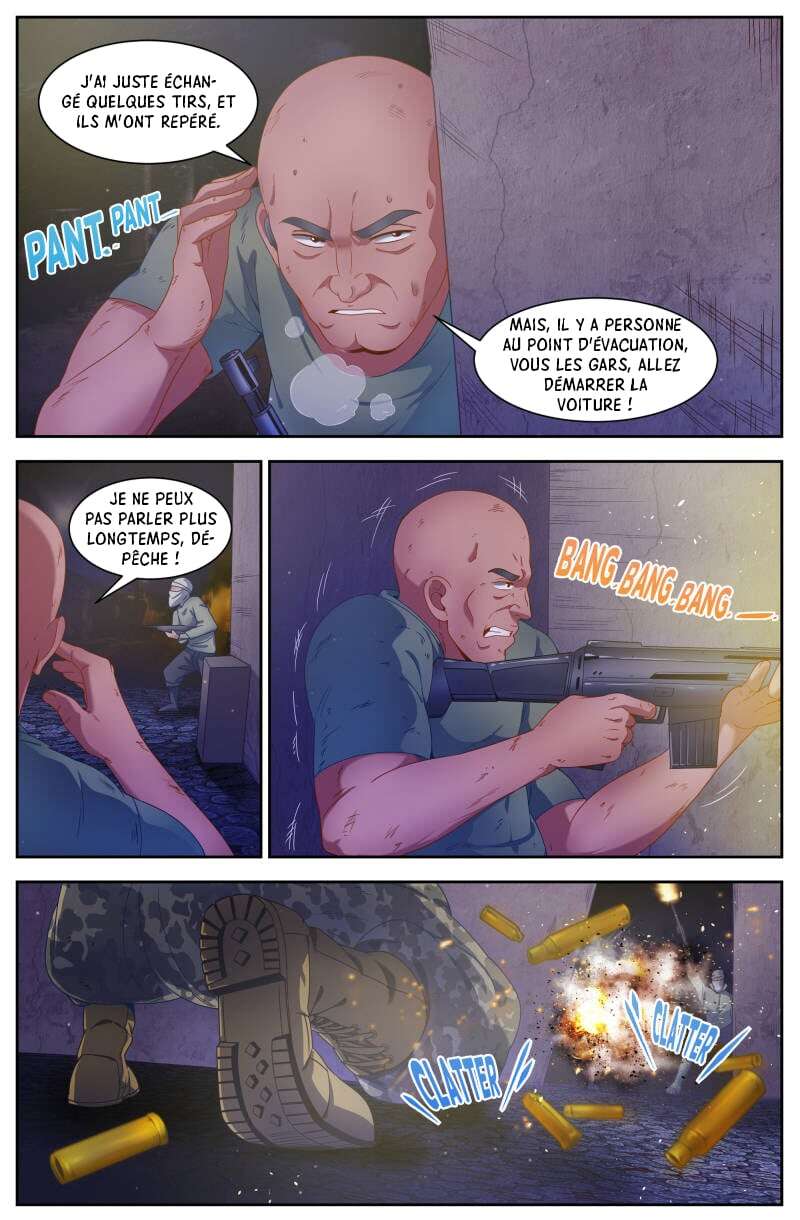 J'AI JUSTE ÉCHAN-
GÉ QUELQUES TIRS, ET
ILS M'ONT REPÉRÉ.
PANT. PANT...
MAIS, IL Y A PERSONNE
AU POINT D'ÉVACUATION,
VOUS LES GARS, ALLEZ
DÉMARRER LA
VOITURE !
JE NE PEUX
PAS PARLER PLUS
LONGTEMPS, DÉ-
PÊCHE !
BANG. BANG. BANG.
CLATTER
CLATTER